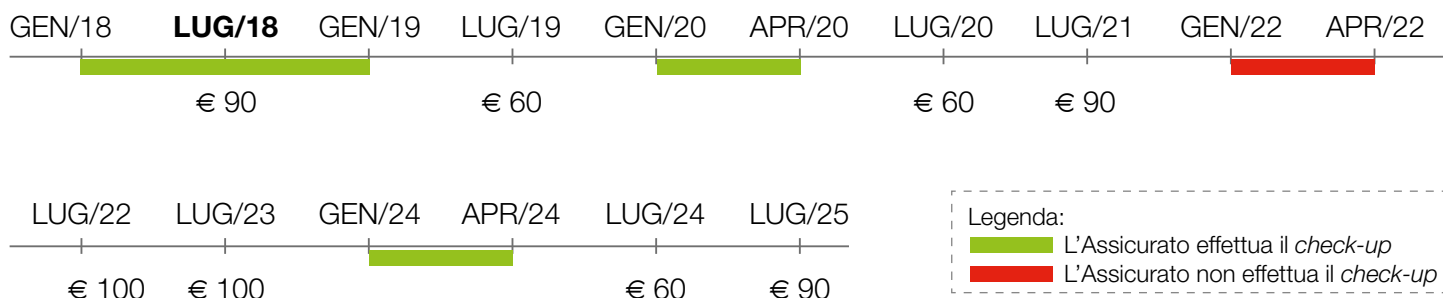 GEN/18 LUG/18 GEN/19 LUG/19 GEN/20 APR/20 LUG/20 LUG/21 GEN/22 APR/22
€ 90 € 60 € 60 € 90
LUG/22 LUG/23 GEN/24 APR/24 LUG/24 LUG/25
€ 100 € 100 € 60 € 90
Legenda:
L'Assicurato effettua il check-up
L'Assicurato non effettua il check-up